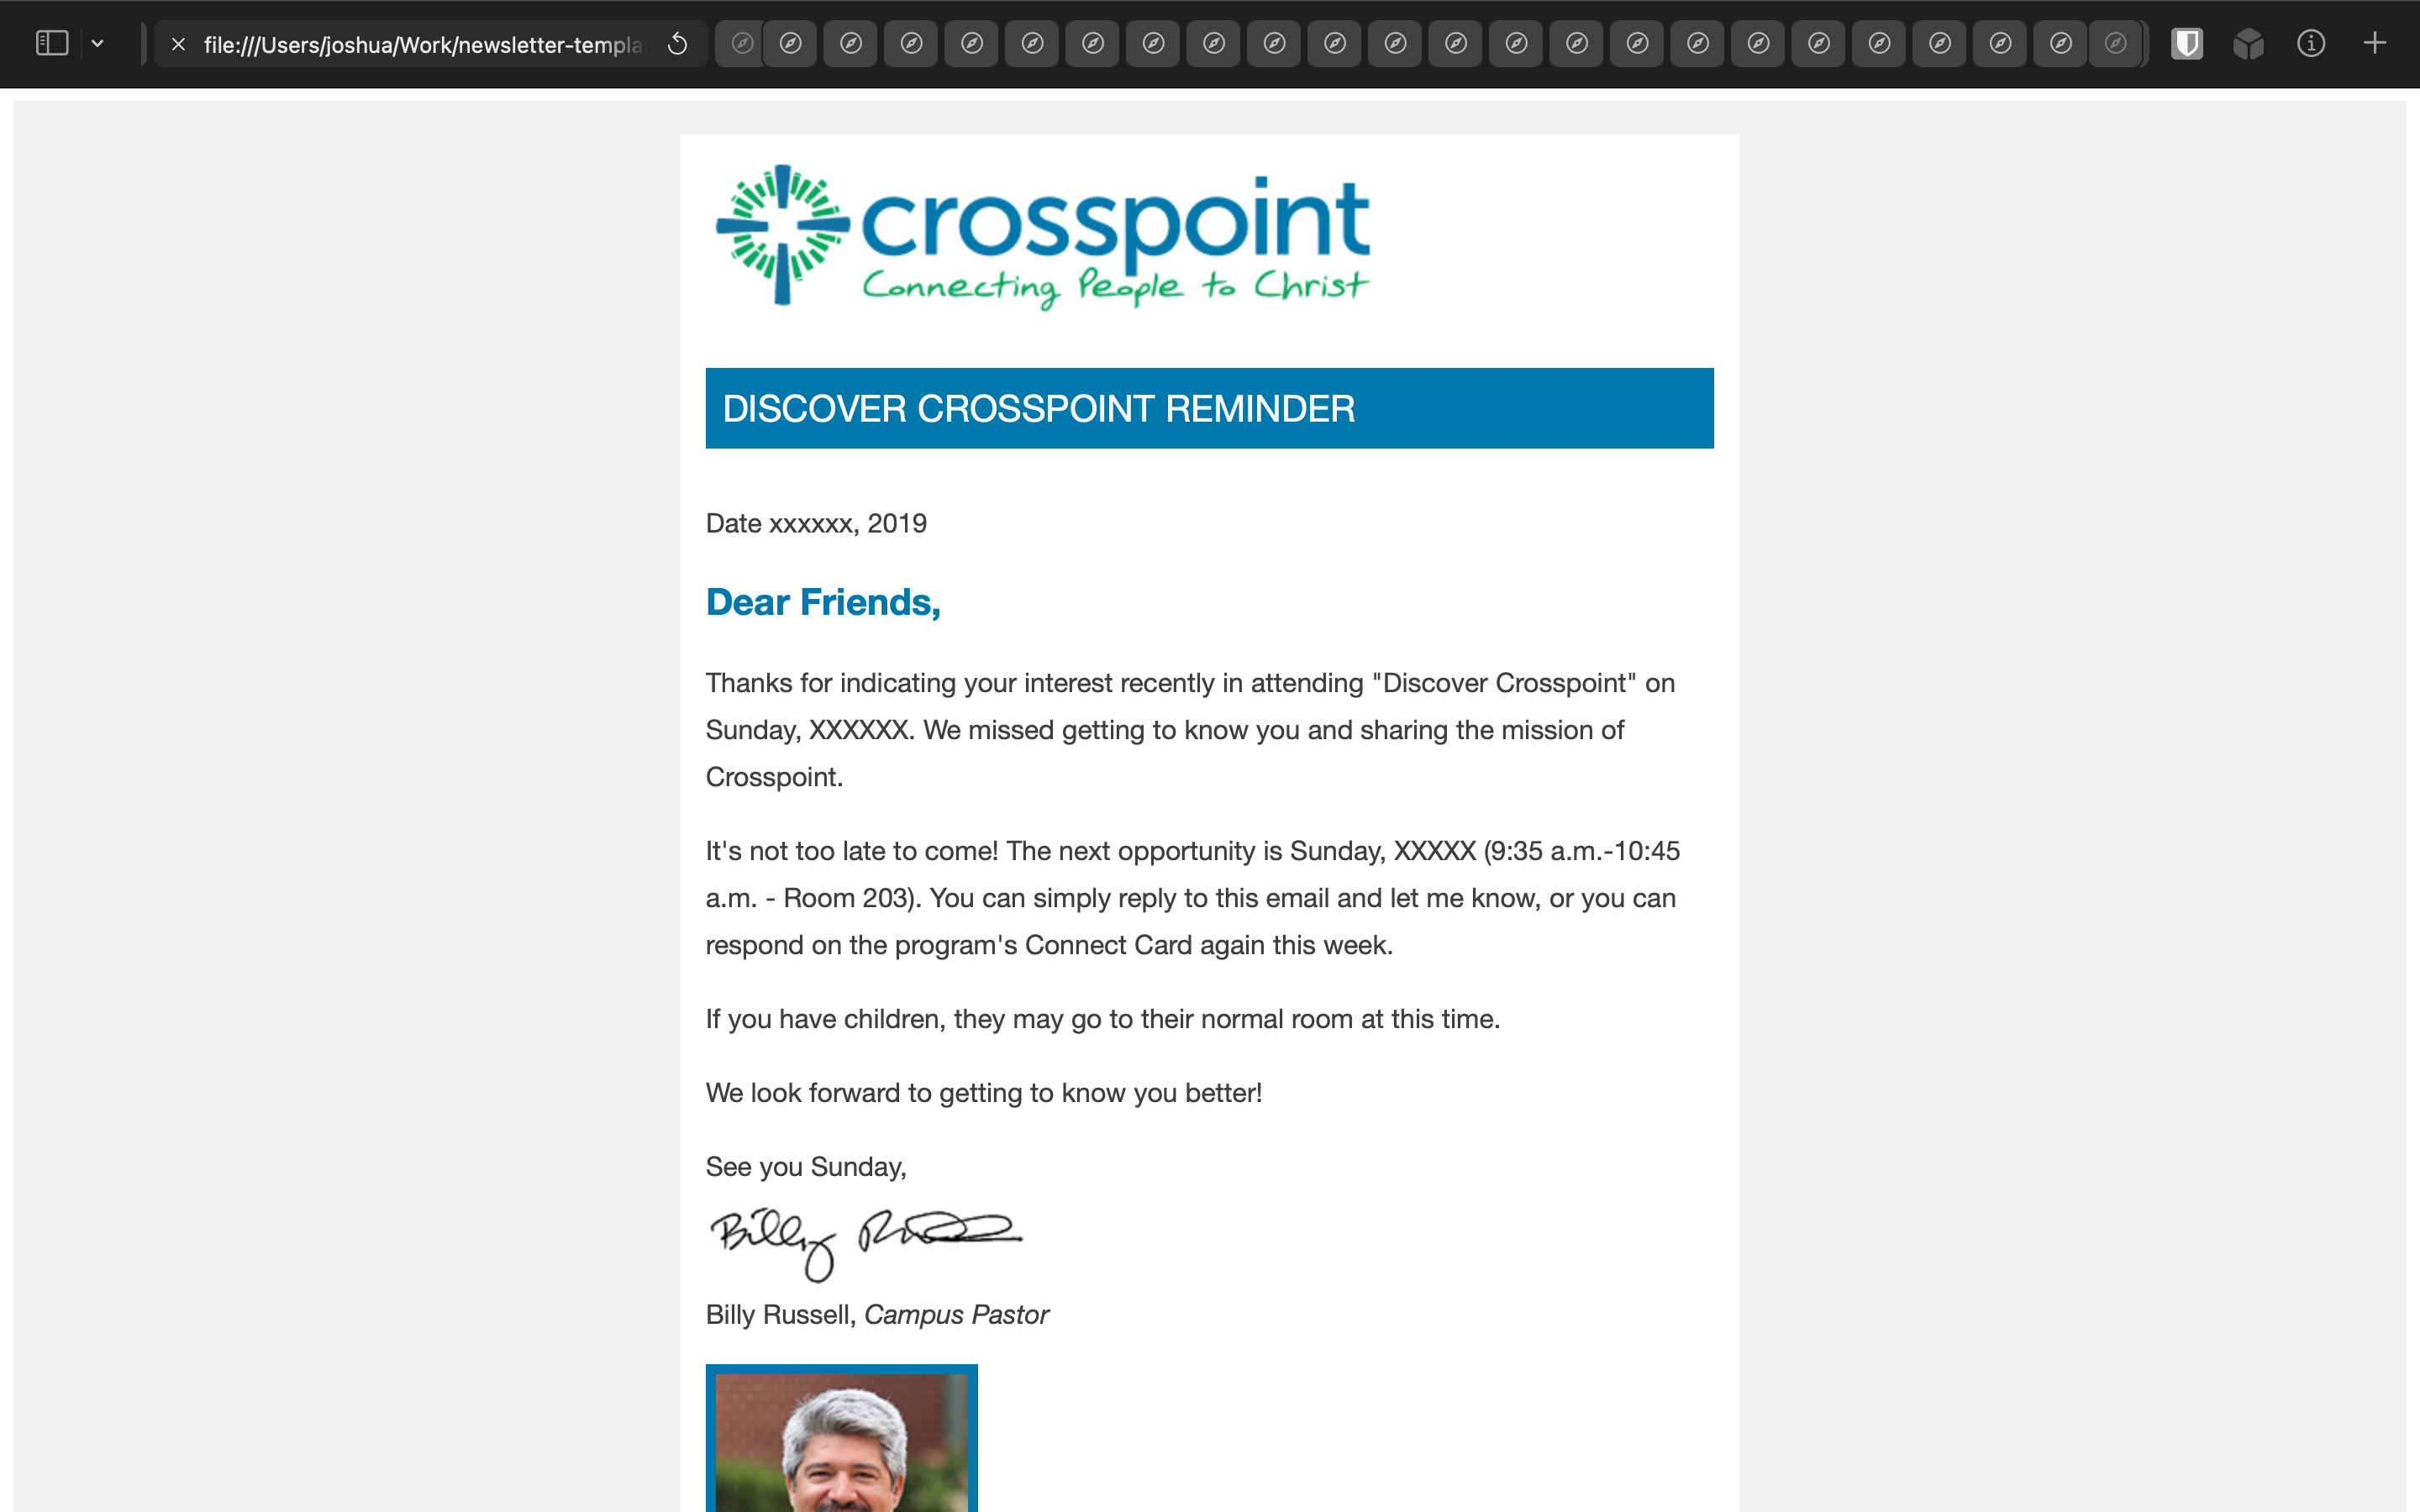 file:///Users/joshua/Work/newsletter-templa
crosspoint
Connecting People to Christ
DISCOVER CROSSPOINT REMINDER
Date xxxxxx, 2019
Dear Friends,
Thanks for indicating your interest recently in attending "Discover Crosspoint" on
Sunday, XXXXXX. We missed getting to know you and sharing the mission of
Crosspoint.
It's not too late to come! The next opportunity is Sunday, XXXXX (9:35 a.m.-10:45
a.m. - Room 203). You can simply reply to this email and let me know, or you can
respond on the program's Connect Card again this week.
If you have children, they may go to their normal room at this time.
We look forward to getting to know you better!
See you Sunday,
Billy
Billy Russell, Campus Pastor